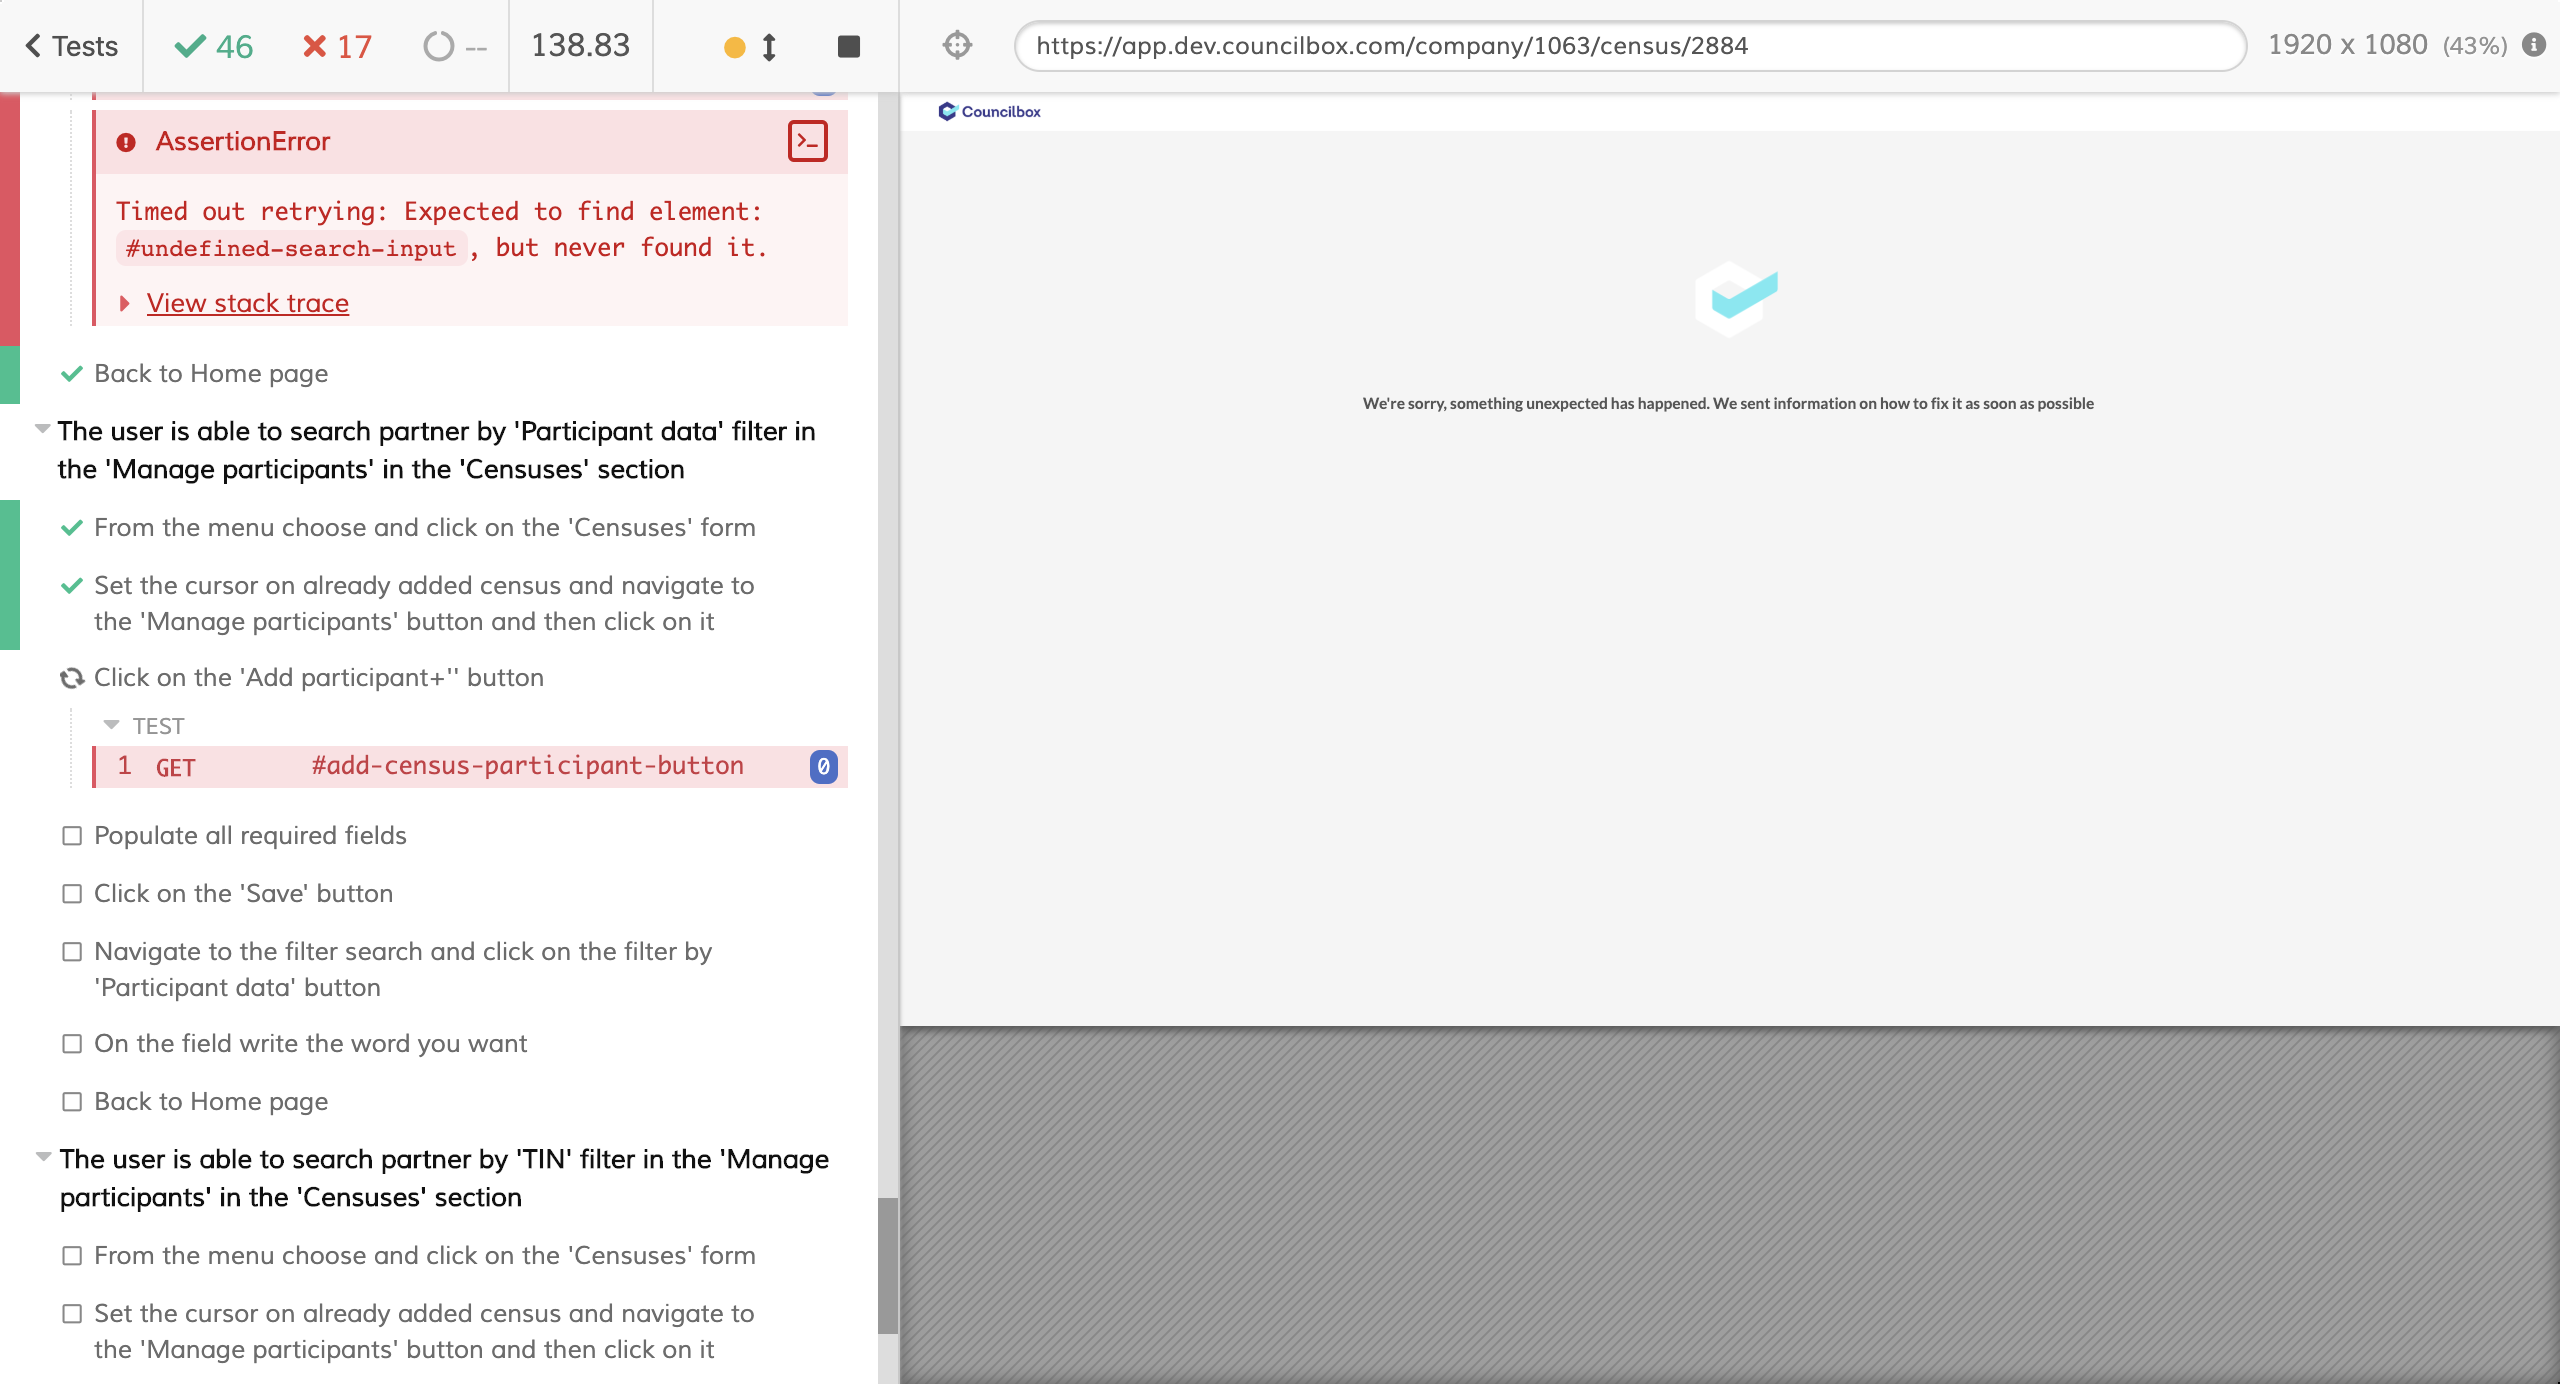 Tests
46
17
--
138.83
https://app.dev.councilbox.com/company/1063/census/2884
1920 x 1080 (43%)
AssertionError
Timed out retrying: Expected to find element:
#undefined-search-input, but never found it.
View stack trace
Back to Home page
The user is able to search partner by 'Participant data' filter in
the 'Manage participants' in the 'Censuses' section
From the menu choose and click on the 'Censuses' form
Set the cursor on already added census and navigate to
the 'Manage participants' button and then click on it
Click on the 'Add participant+'' button
TEST
1 GET #add-census-participant-button 0
Populate all required fields
Click on the 'Save' button
Navigate to the filter search and click on the filter by
'Participant data' button
On the field write the word you want
Back to Home page
The user is able to search partner by 'TIN' filter in the 'Manage
participants' in the 'Censuses' section
From the menu choose and click on the 'Censuses' form
Set the cursor on already added census and navigate to
the 'Manage participants' button and then click on it
Councilbox
We're sorry, something unexpected has happened. We sent information on how to fix it as soon as possible